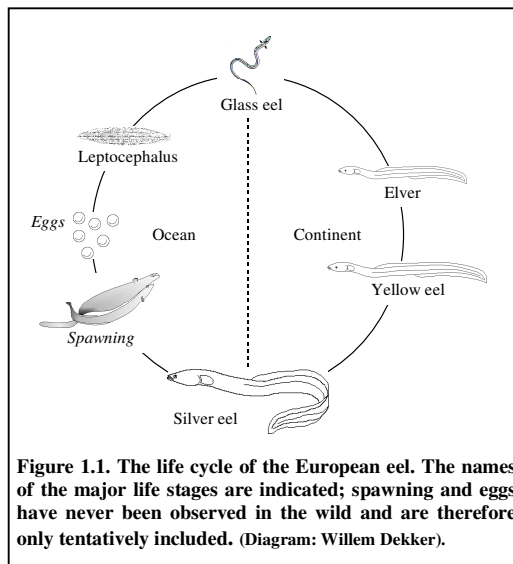 Glass eel
Leptocephalus
Elver
Eggs
Ocean
Continent
Yellow eel
Spawning
Silver eel
Figure 1.1. The life cycle of the European eel. The names
of the major life stages are indicated; spawning and eggs
have never been observed in the wild and are therefore
only tentatively included. (Diagram: Willem Dekker).